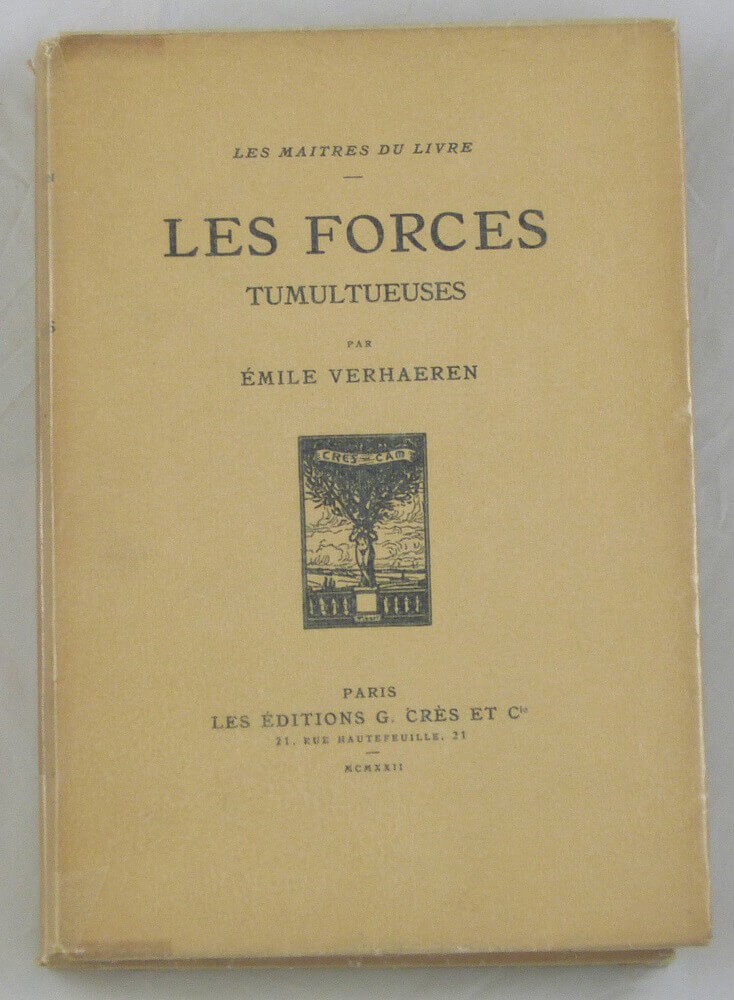 LES MAITRES DU LIVRE
LES FORCES
TUMULTUEUSES
PAR
ÉMILE VERHAEREN
CRES CAM
PARIS
LES ÉDITIONS G. CRÈS ET Cie
21, RUE HAUTEFEUILLE, 21
MCMXXII